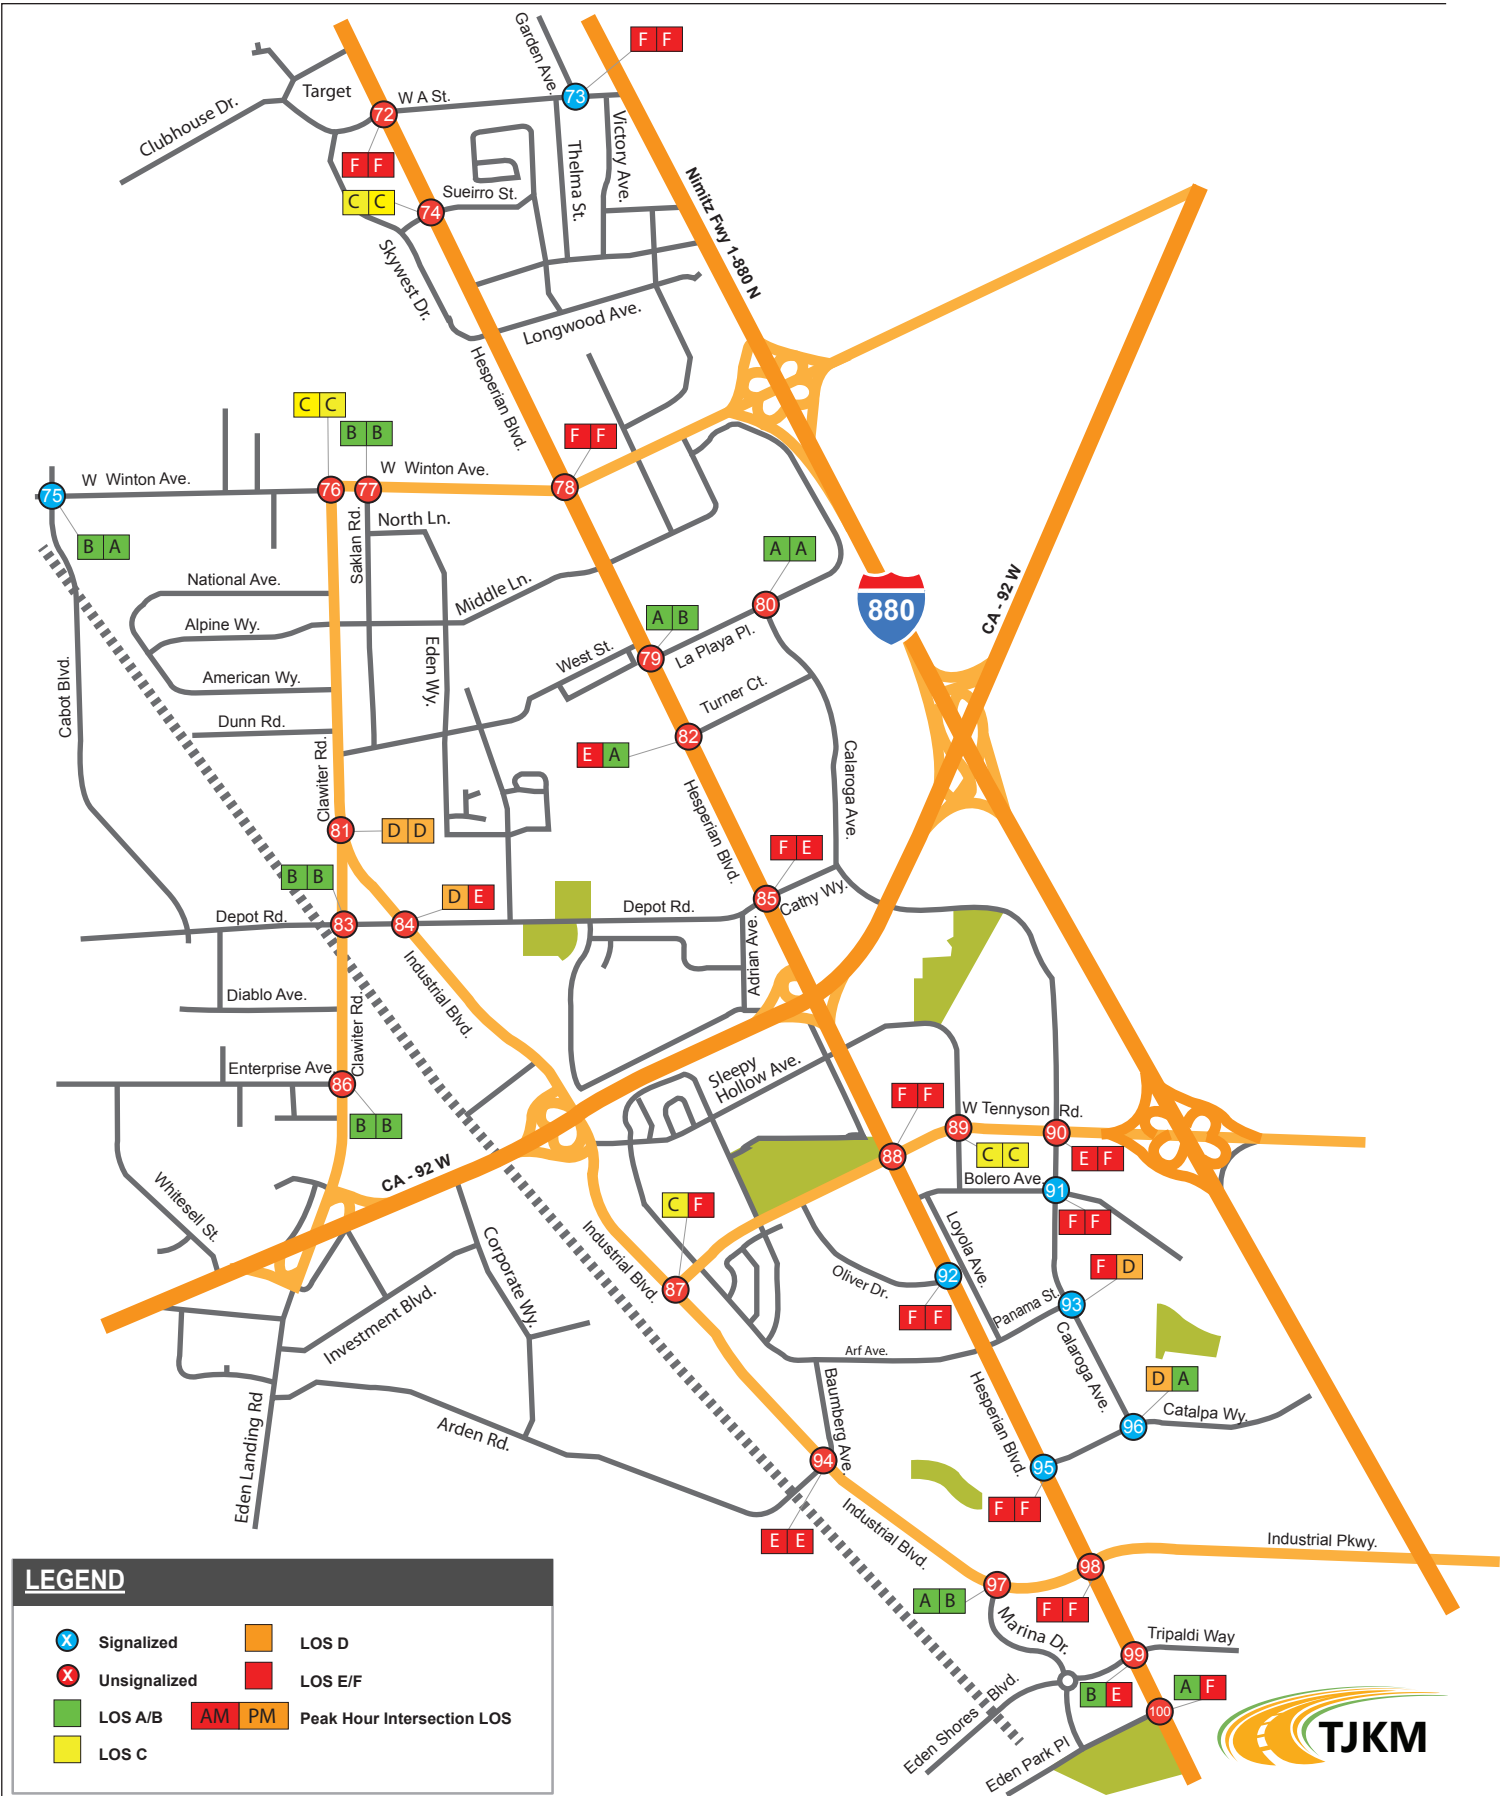 Garden Ave.
F F
Target
W A St.
73
72
Clubhouse Dr.
Victory Ave.
Thelma St.
F F
C C
Sueirro St.
74
Nimitz Fwy 1-880 N
Skywest Dr.
Longwood Ave.
Hesperian Blvd.
C C
B B
F F
W Winton Ave.
W Winton Ave.
75
76
77
78
B A
Saklan Rd.
North Ln.
A A
National Ave.
Middle Ln.
CA - 92 W
880
80
Alpine Wy.
A B
Eden Wy.
West St.
79
La Playa Pl.
American Wy.
Cabot Blvd.
Turner Ct.
Dunn Rd.
82
E A
Clawiter Rd.
Calaroga Ave.
Hesperian Blvd.
81
D D
F E
B B
D E
85
Cathy Wy.
Depot Rd.
83
84
Depot Rd.
Adrian Ave.
Industrial Blvd.
Diablo Ave.
Clawiter Rd.
Enterprise Ave.
86
Sleepy
Hollow Ave.
F F
W Tennyson Rd.
89
90
B B
C C
E F
88
CA - 92 W
Bolero Ave.
91
Whitesell St.
C F
F F
Loyola Ave.
Corporate Wy.
Industrial Blvd.
F D
Oliver Dr.
92
87
Panama St.
93
Investment Blvd.
F F
Calaroga Ave.
Arf Ave.
D A
Hesperian Blvd.
Baumberg Ave.
Eden Landing Rd
Arden Rd.
Catalpa Wy.
96
94
95
Industrial Blvd.
F F
E E
Industrial Pkwy.
98
97
A B
F F
Marina Dr.
Tripaldi Way
99
Eden Shores Blvd.
B E
A F
100
Eden Park Pl
TJKM
LEGEND
X Signalized
LOS D
X Unsignalized
LOS E/F
LOS A/B
AM PM Peak Hour Intersection LOS
LOS C